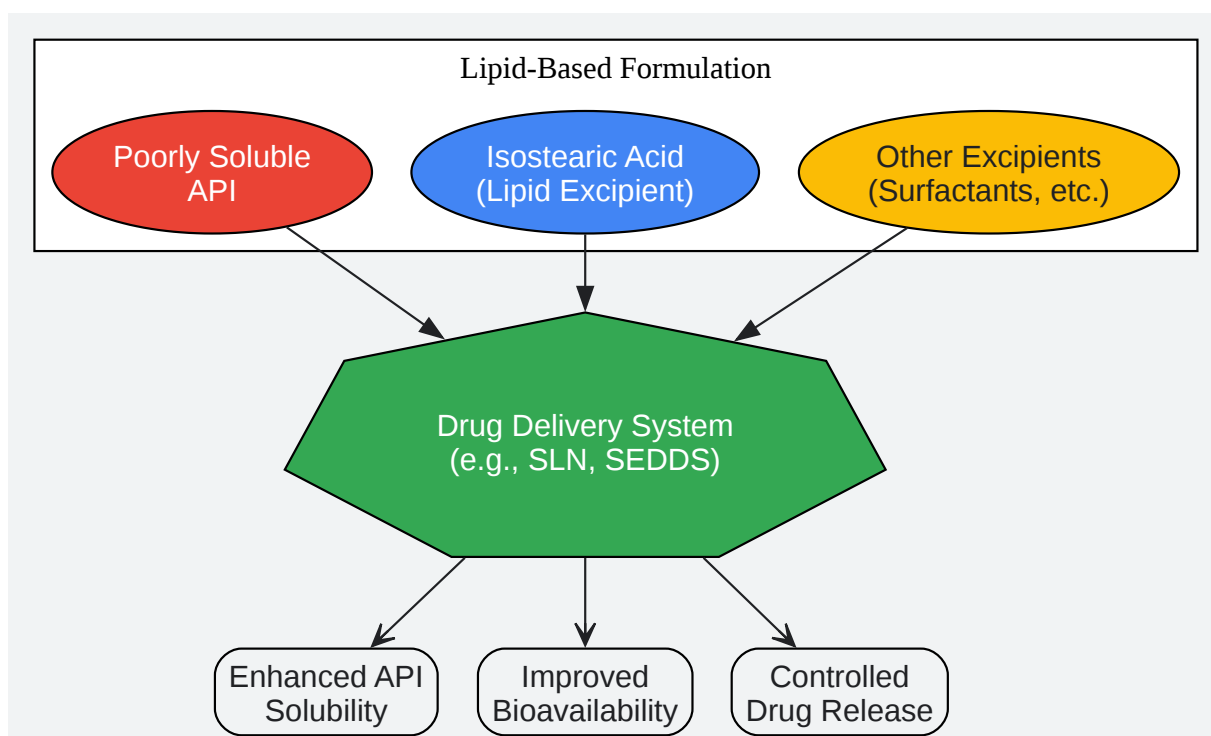 Lipid-Based Formulation
Poorly Soluble
API
Isostearic Acid
(Lipid Excipient)
Other Excipients
(Surfactants, etc.)
Drug Delivery System
(e.g., SLN, SEDDS)
Enhanced API
Solubility
Improved
Bioavailability
Controlled
Drug Release